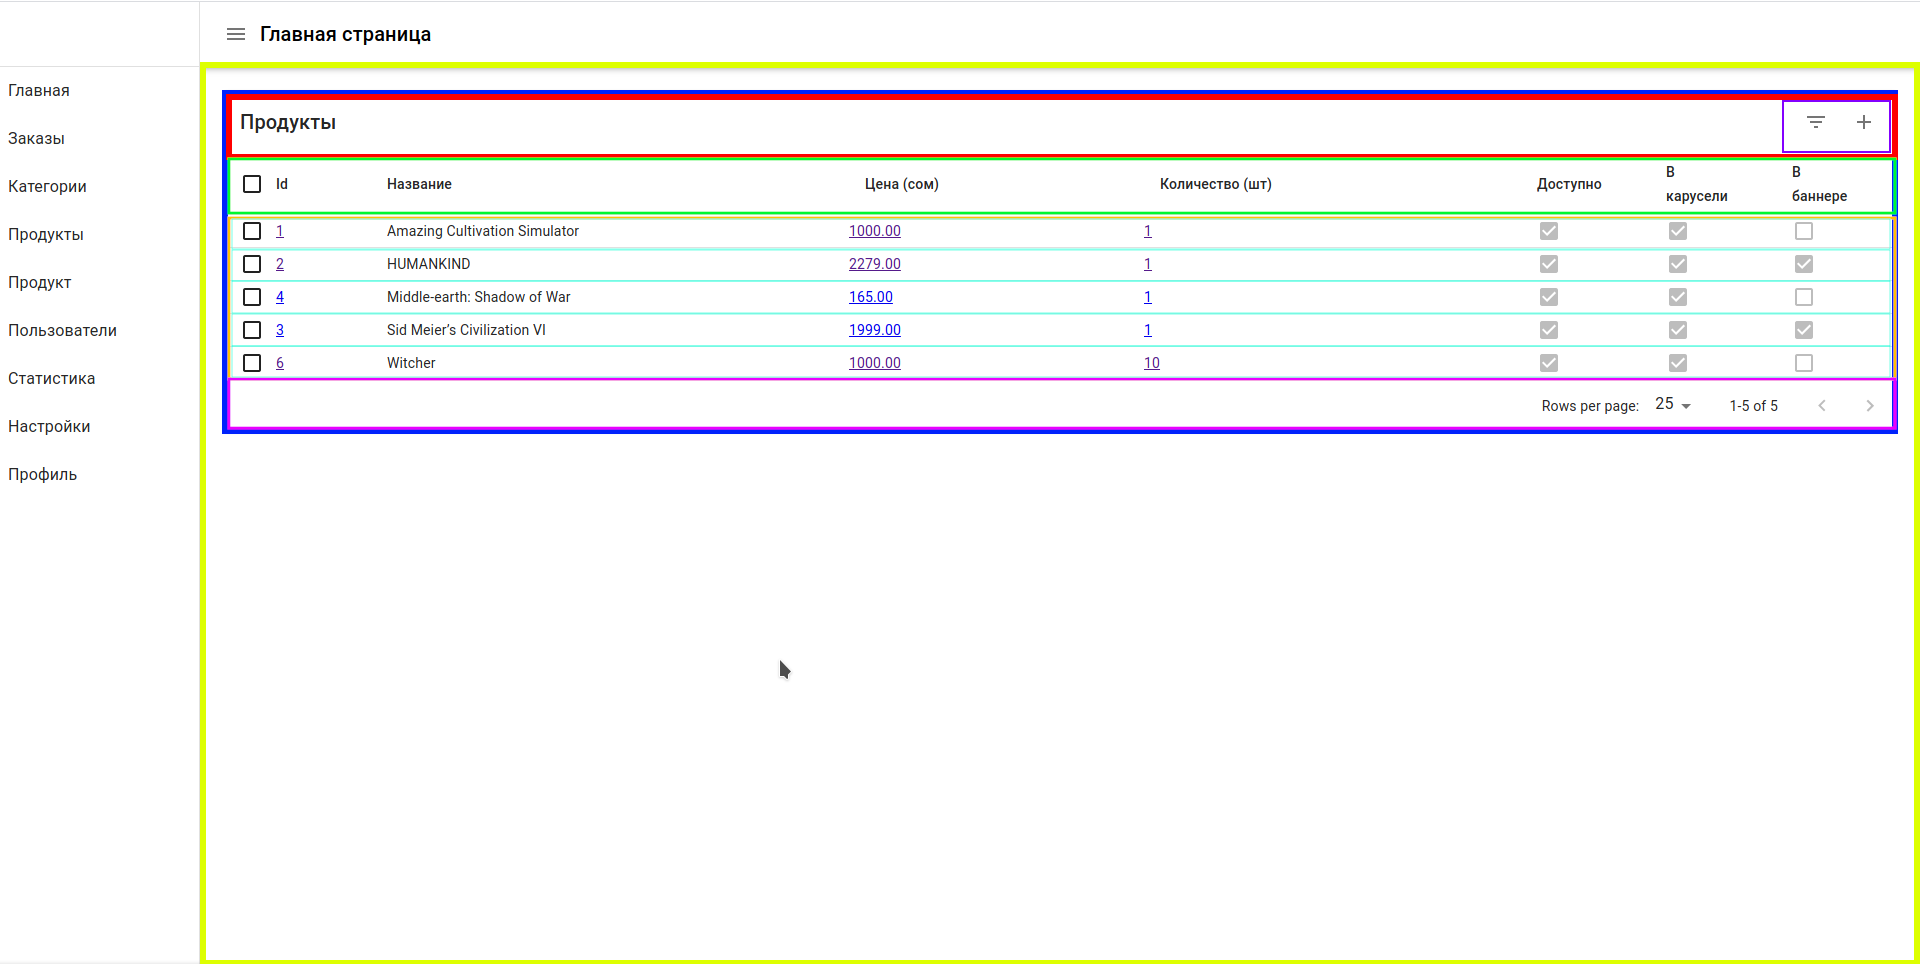 Главная страница
Главная
Заказы
Категории
Продукты
Продукт
Пользователи
Статистика
Настройки
Профиль
Продукты
Id Название Цена (сом) Количество (шт) Доступно В карусели В баннере
1 Amazing Cultivation Simulator 1000.00 1
2 HUMANKIND 2279.00 1
4 Middle-earth: Shadow of War 165.00 1
3 Sid Meier’s Civilization VI 1999.00 1
6 Witcher 1000.00 10
Rows per page: 25 1-5 of 5